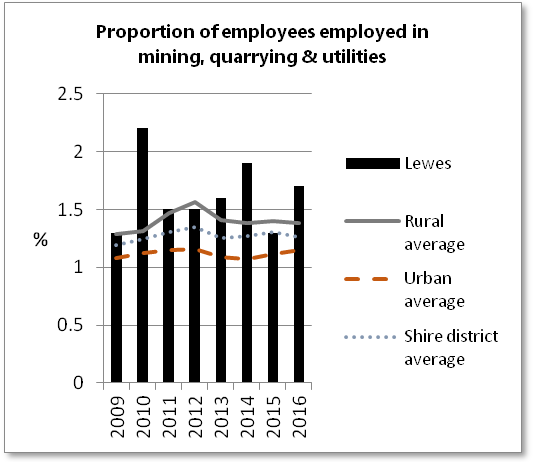 Proportion of employees employed in
mining, quarrying & utilities
2.5
2
1.5
1
0.5
0
%
2009
2010
2011
2012
2013
2014
2015
2016
Lewes
Rural
average
Urban
average
Shire district
average